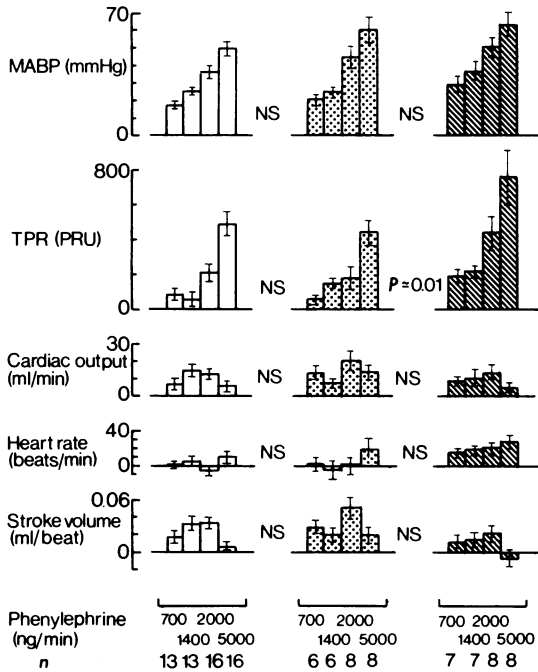 70
MABP (mmHg)
0
NS
NS
800
TPR (PRU)
0
NS
P ≃ 0.01
30
Cardiac output
(ml/min)
0
NS
NS
40
Heart rate
(beats/min)
0
NS
NS
0.06
Stroke volume
(ml/beat)
0
NS
NS
Phenylephrine
(ng/min)
700 2000 700 2000 700 2000
1400 5000 1400 5000 1400 5000
n 13 13 16 16 6 6 8 8 7 7 8 8